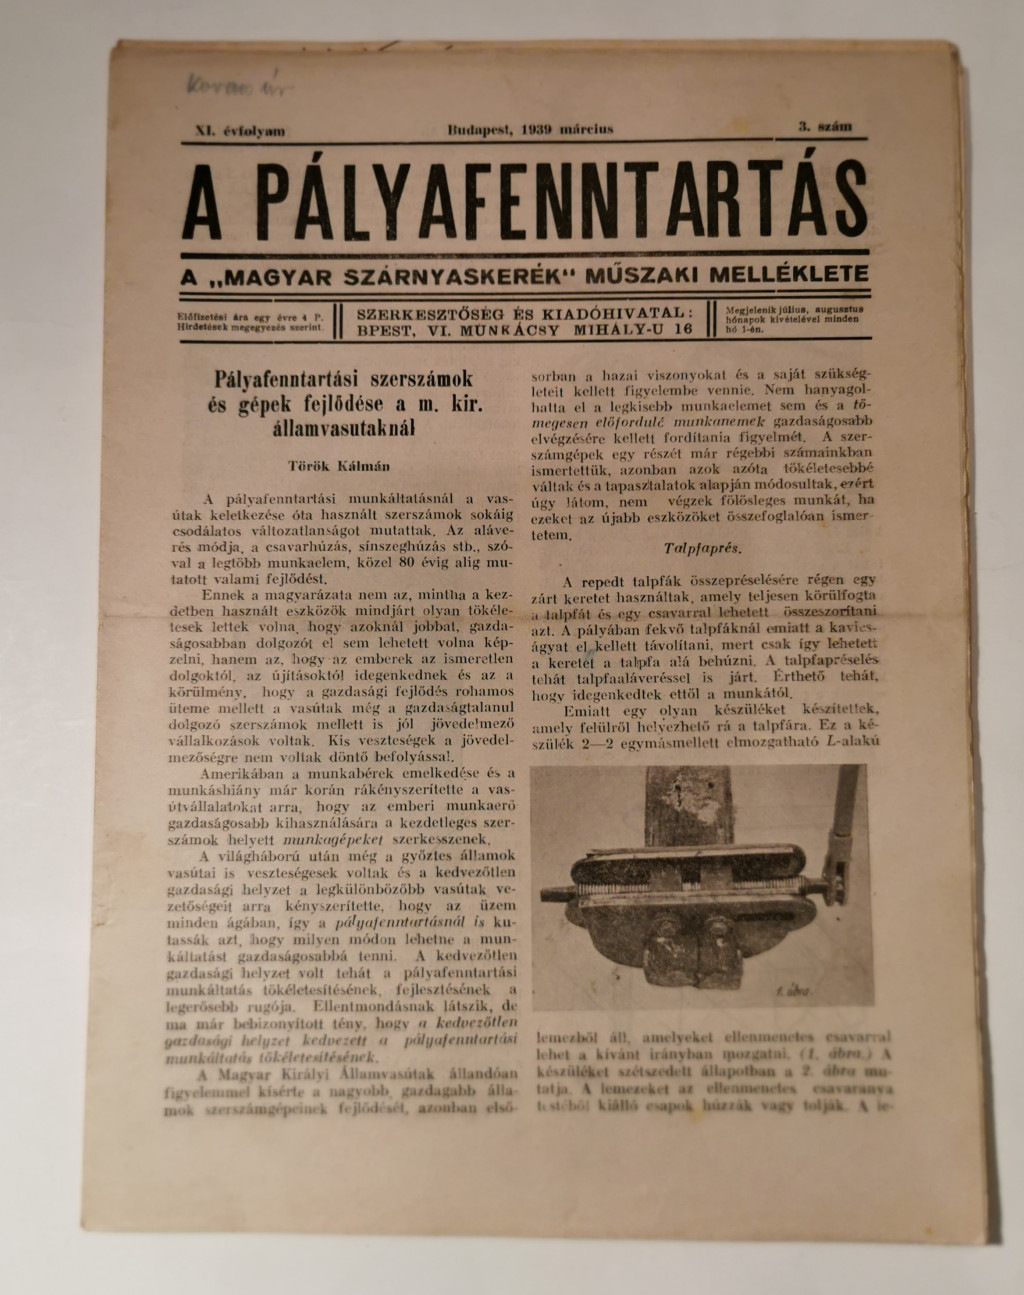 XI. évfolyam
Budapest, 1939 március
3. szám
A PÁLYAFENNTARTÁS
A „MAGYAR SZÁRNYASKERÉK“ MŰSZAKI MELLÉKLETE
Előfizetési ára egy évre 4 P.
Hirdetések megegyezés szerint.
SZERKESZTŐSÉG ÉS KIADÓHIVATAL:
BPEST, VI. MUNKÁCSY MIHÁLY-U 16
Megjelenik július, augusztus
hónapok kivételével minden
hó 1-én.
Pályafenntartási szerszámok
és gépek fejlődése a m. kir.
államvasutaknál
Török Kálmán
A pályafenntartási munkáltatásnál a vas-
útak keletkezése óta használt szerszámok sokáig
csodálatos változatlanságot mutattak. Az aláve-
rés módja, a csavarhúzás, sínszeghúzás stb., szó-
val a legtöbb munkaelem, közel 80 évig alig mu-
tatott valami fejlődést.
Ennek a magyarázata nem az, mintha a kez-
detben használt eszközök mindjárt olyan tökéle-
tesek lettek volna, hogy azoknál jobbat, gazda-
ságosabban dolgozót el sem lehetett volna kép-
zelni, hanem az, hogy az emberek az ismeretlen
dolgoktól, az újításoktól idegenkednek és az a
körülmény, hogy a gazdasági fejlődés rohamos
üteme mellett a vasútak még a gazdaságtalanul
dolgozó szerszámok mellett is jól jövedelmező
vállalkozások voltak. Kis veszteségek a jövedel-
mezőségre nem voltak döntő befolyással.
Amerikában a munkabérek emelkedése és a
munkáshiány már korán rákényszerítette a vas-
útvállalatokat arra, hogy az emberi munkaerő
gazdaságosabb kihasználására a kezdetleges szer-
számok helyett munkagépeket szerkesszenek.
A világháború után még a győztes államok
vasútai is veszteségesek voltak és a kedvezőtlen
gazdasági helyzet a legkülönbözőbb vasútak ve-
zetőségeit arra kényszerítette, hogy az üzem
minden ágában, így a pályafenntartásnál is ku-
tassák azt, hogy milyen módon lehetne a mun-
káltatást gazdaságosabbá tenni. A kedvezőtlen
gazdasági helyzet volt tehát a pályafenntartási
munkáltatás tökéletesítésének, fejlesztésének a
legerősebb rugója. Ellentmondásnak látszik, de
ma már bebizonyított tény, hogy a kedvezőtlen
gazdasági helyzet kedvezett a pályafenntartási
munkáltatás tökéletesítésének.
A Magyar Királyi Államvasútak állandóan
figyelemmel kísérte a nagyobb, gazdagabb álla-
mok szerszámgépeinek fejlődését, azonban első-
sorban a hazai viszonyokat és a saját szükség-
leteit kellett figyelembe vennie. Nem hanyagol-
hatta el a legkisebb munkaelemet sem és a tö-
megesen előforduló munkanemek gazdaságosabb
elvégzésére kellett fordítania figyelmét. A szer-
számgépek egy részét már régebbi számainkban
ismertettük, azonban azok azóta tökéletesebbé
váltak és a tapasztalatok alapján módosultak, ezért
úgy látom, nem végzek fölösleges munkát, ha
ezeket az újabb eszközöket összefoglalóan ismer-
tetem.
Talpfaprés.
A repedt talpfák összepréselésére régen egy
zárt keretet használtak, amely teljesen körülfogta
a talpfát és egy csavarral lehetett összeszorítani
azt. A pályában fekvő talpfáknál emiatt a kavics-
ágyat el kellett távolítani, mert csak így lehetett
a keretet a talpfa alá behúzni. A talpfapréselés
tehát talpfaaláveréssel is járt. Érthető tehát,
hogy idegenkedtek ettől a munkától.
Emiatt egy olyan készüléket készítettek,
amely felülről helyezhető rá a talpfára. Ez a ké-
szülék 2—2 egymásmellett elmozgatható L-alakú
1. ábra.
lemezből áll, amelyeket ellenmenetes csavarral
lehet a kívánt irányban mozgatni. (1. ábra.) A
készüléket szétszedett állapotban a 2. ábra mu-
tatja. A lemezeket az ellenmenetes csavaranya
testéből kiálló csapok húzzák vagy tolják. A le-